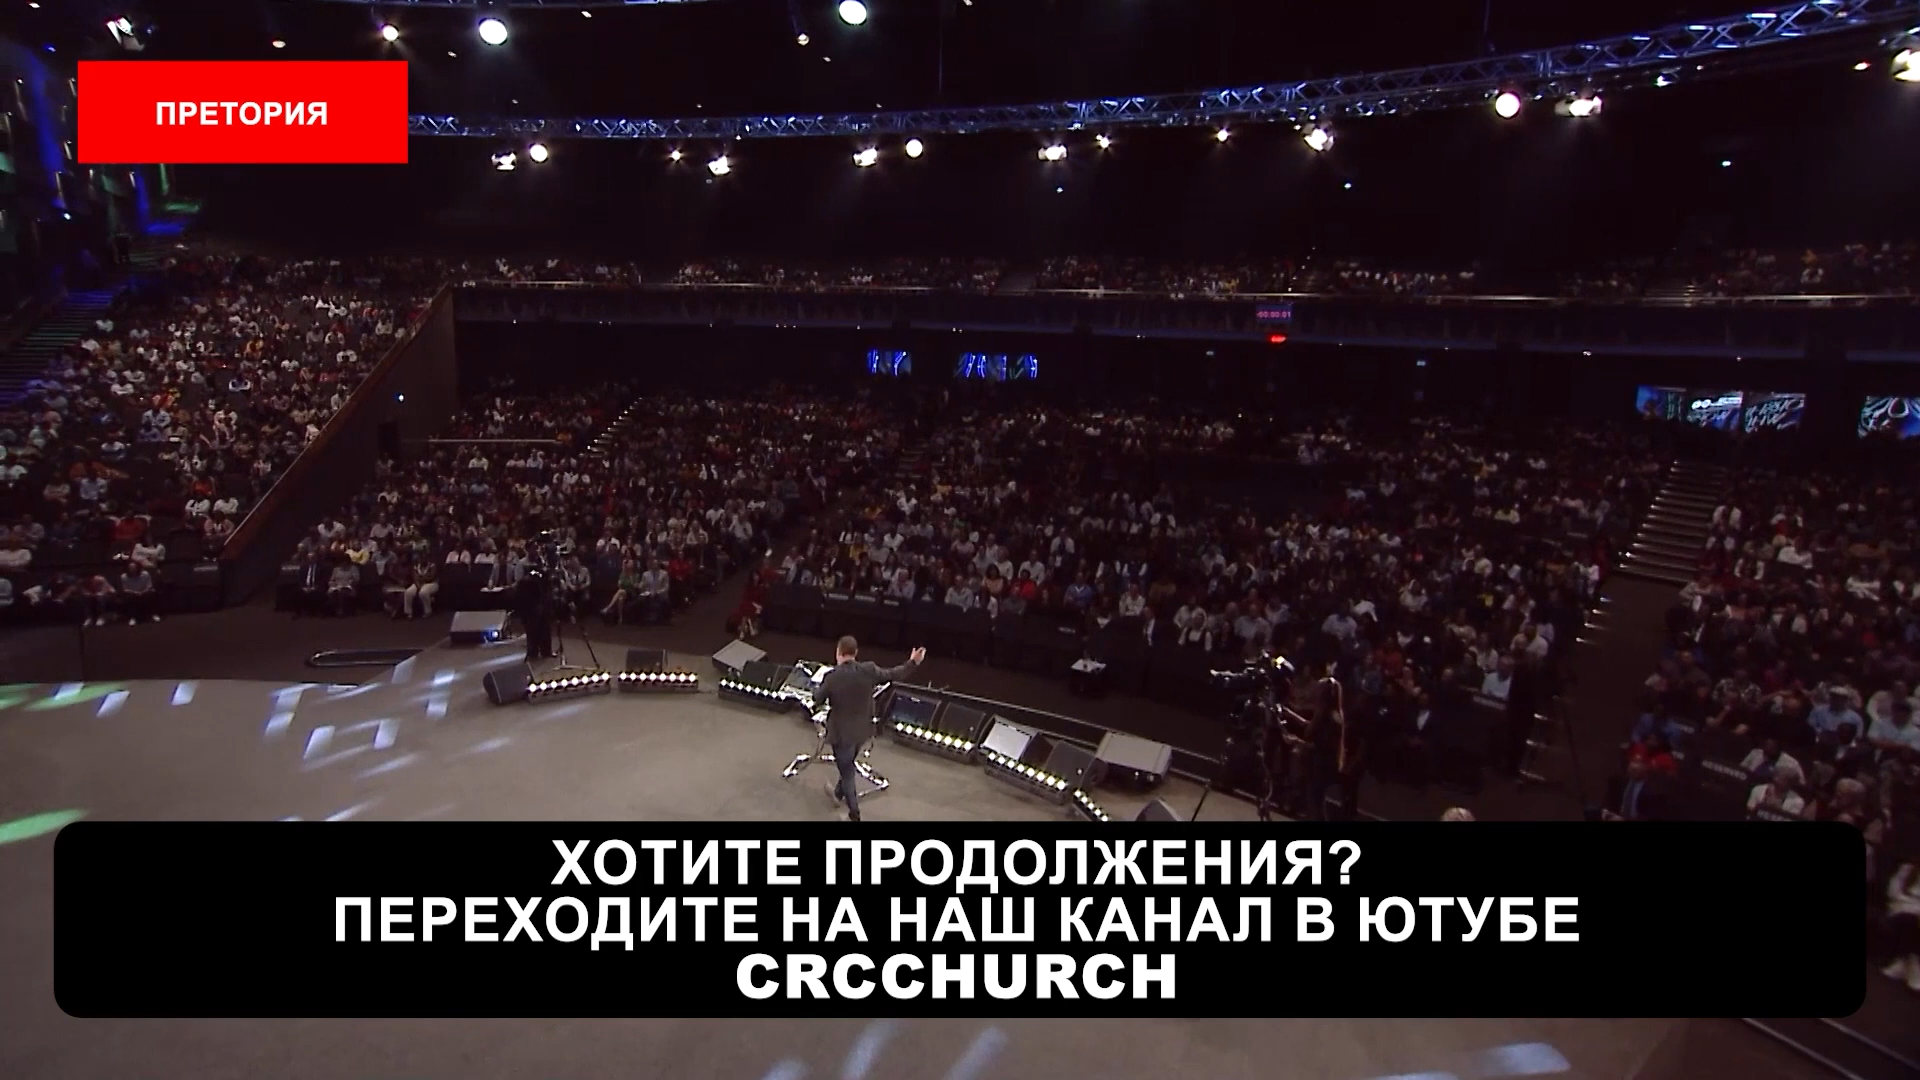 ПРЕТОРИЯ
ХОТИТЕ ПРОДОЛЖЕНИЯ?
ПЕРЕХОДИТЕ НА НАШ КАНАЛ В ЮТУБЕ
CRCCHURCH